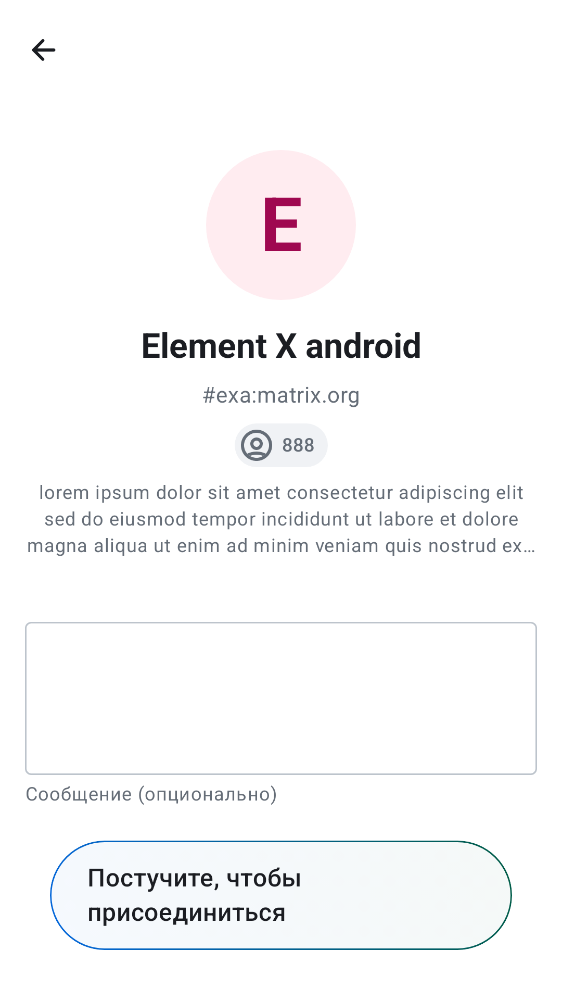 E
Element X android
#exa:matrix.org
888
lorem ipsum dolor sit amet consectetur adipiscing elit
sed do eiusmod tempor incididunt ut labore et dolore
magna aliqua ut enim ad minim veniam quis nostrud ex…
Сообщение (опционально)
Постучите, чтобы
присоединиться